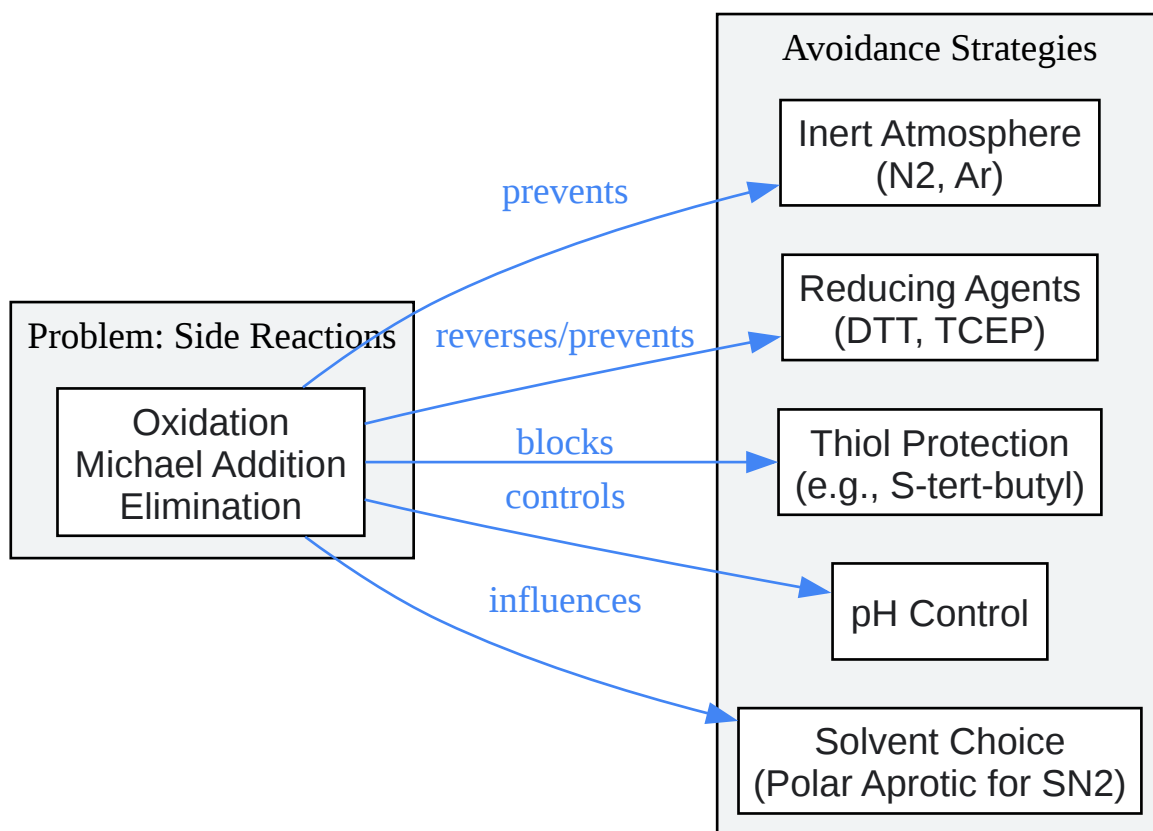 Problem: Side Reactions
Oxidation
Michael Addition
Elimination
prevents
reverses/prevents
blocks
controls
influences
Avoidance Strategies
Inert Atmosphere
(N2, Ar)
Reducing Agents
(DTT, TCEP)
Thiol Protection
(e.g., S-tert-butyl)
pH Control
Solvent Choice
(Polar Aprotic for SN2)